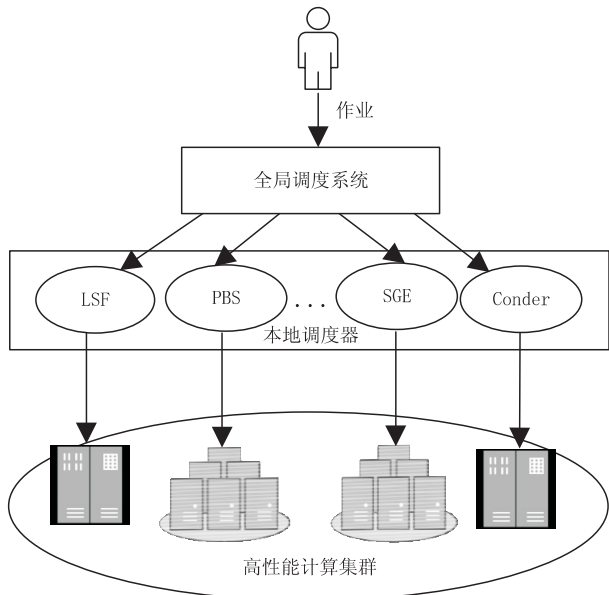 作业
全局调度系统
LSF
PBS
...
SGE
Conder
本地调度器
高性能计算集群